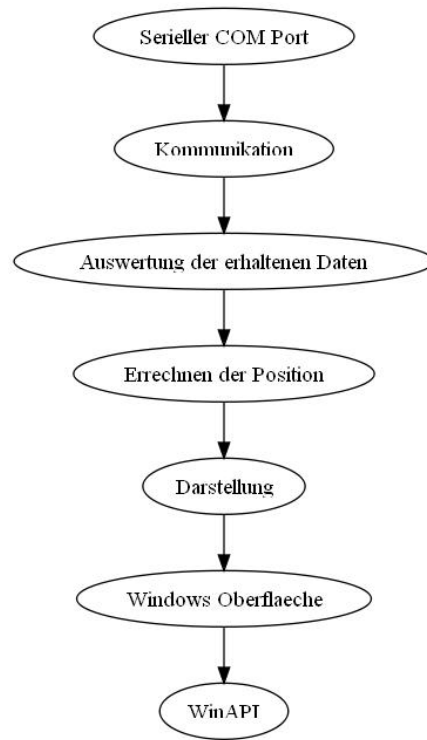 Serieller COM Port
Kommunikation
Auswertung der erhaltenen Daten
Errechnen der Position
Darstellung
Windows Oberflaeche
WinAPI